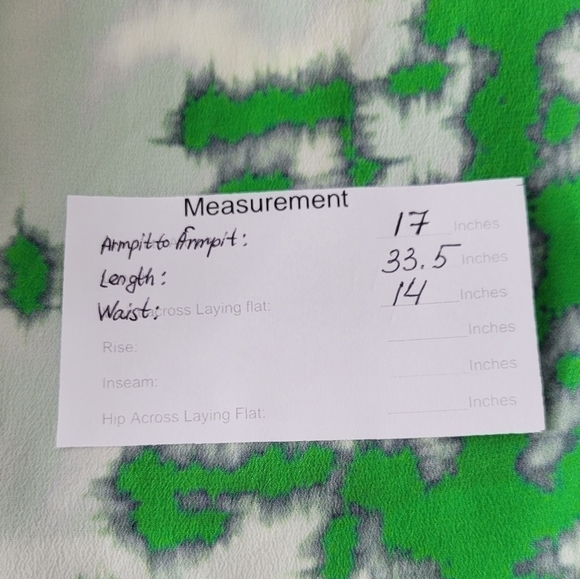 Measurement
Armpit to Armpit: 17 Inches
Length: 33.5 Inches
Waist: cross Laying flat: 14 Inches
Rise: Inches
Inseam: Inches
Hip Across Laying Flat: Inches